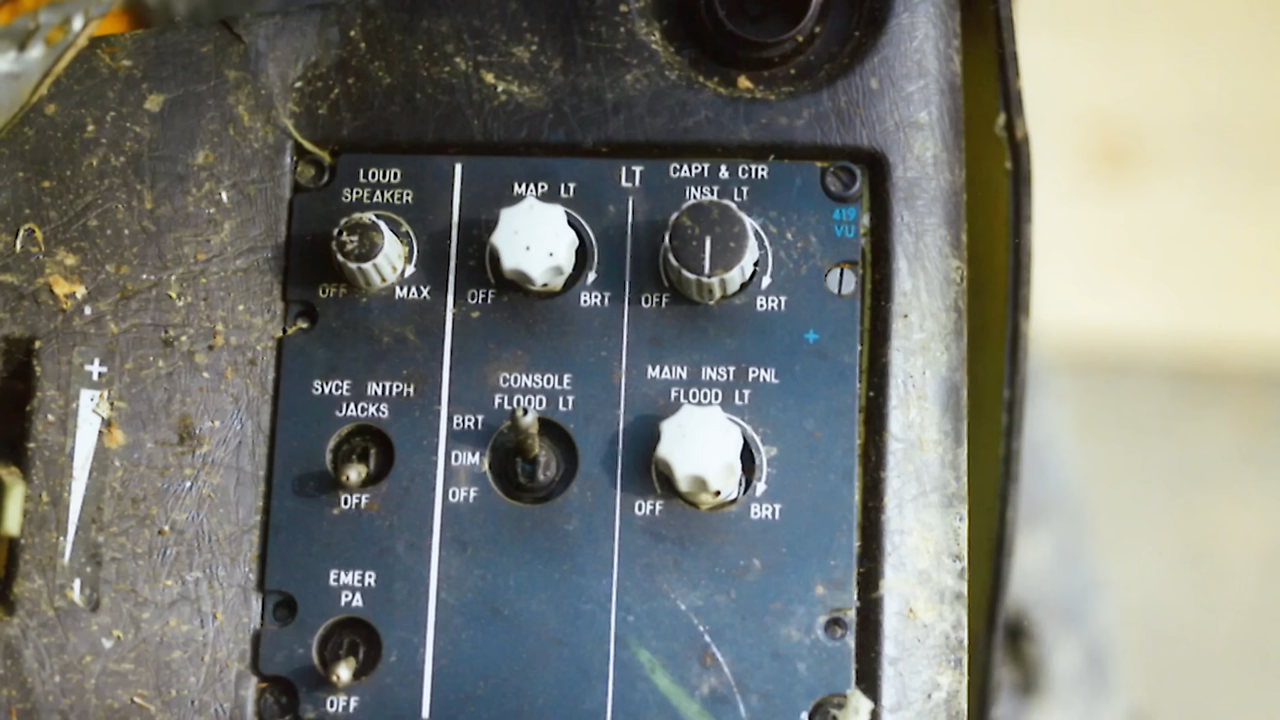 LOUD
SPEAKER
OFF
MAX
MAP LT
OFF
BRT
LT
CAPT & CTR
INST LT
OFF
BRT
419
VU
+
SVCE INTPH
JACKS
OFF
CONSOLE
FLOOD LT
BRT
DIM
OFF
MAIN INST PNL
FLOOD LT
OFF
BRT
EMER
PA
OFF
+
-